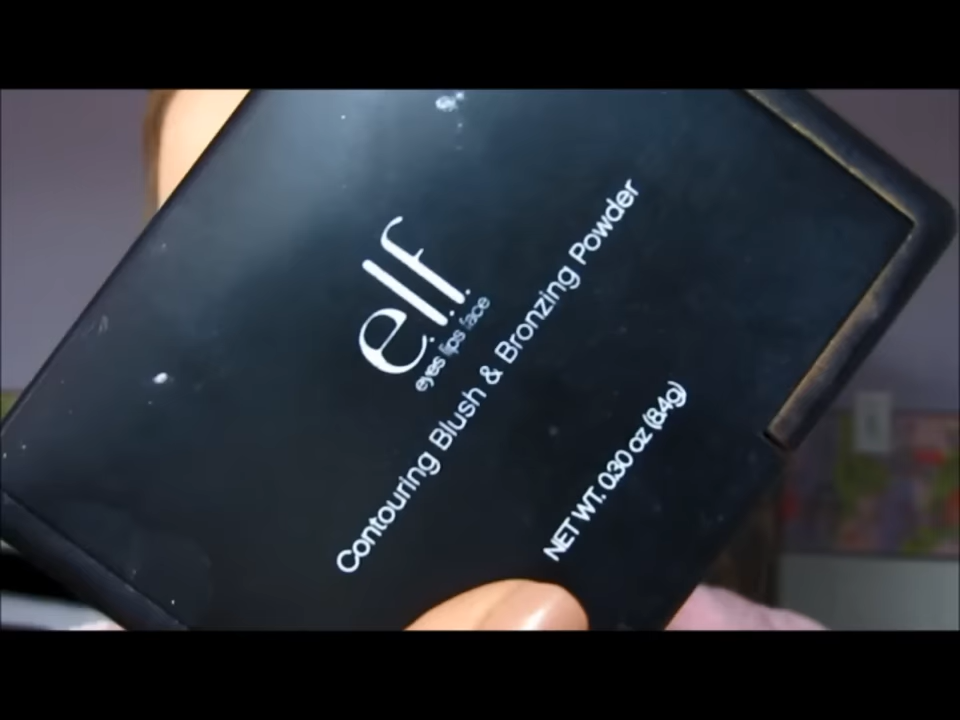 e.l.f.
eyes lips face
Contouring Blush & Bronzing Powder
NET WT. 0.30 oz (8.4g)